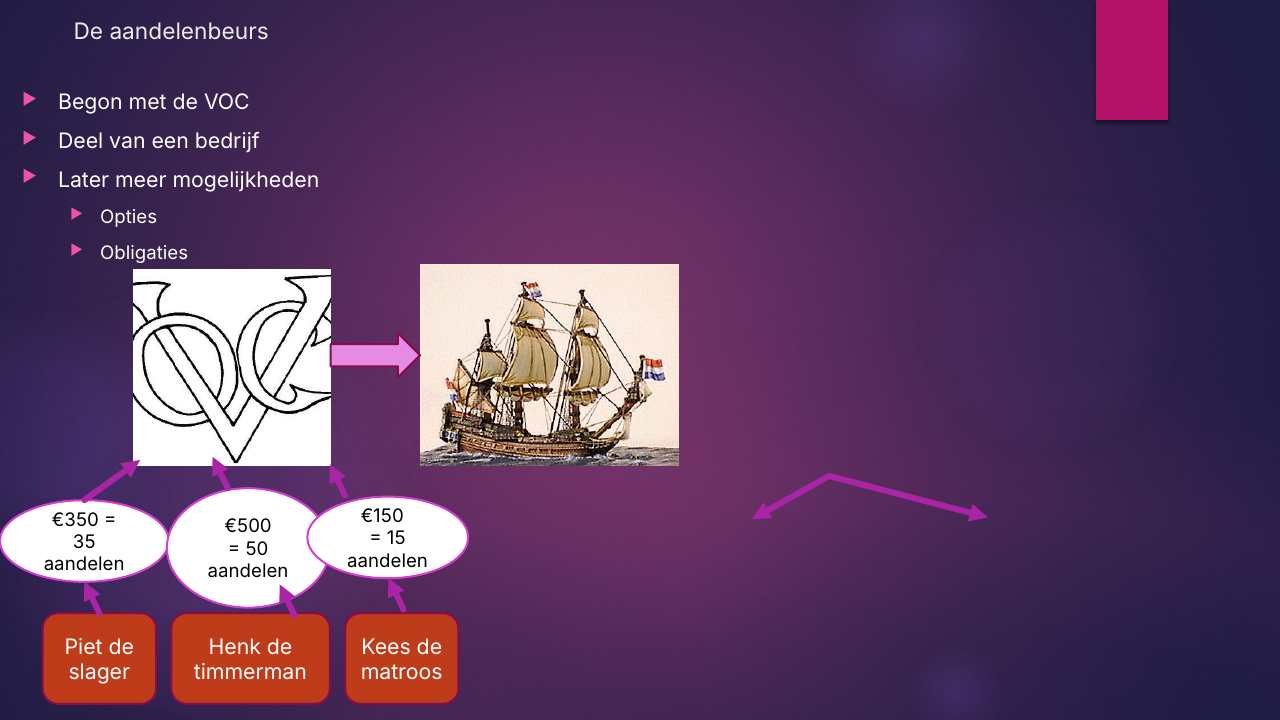 De aandelenbeurs
Begon met de VOC
Deel van een bedrijf
Later meer mogelijkheden
Opties
Obligaties
VOC
€350 =
35
aandelen
€500
= 50
aandelen
€150
= 15
aandelen
Piet de
slager
Henk de
timmerman
Kees de
matroos